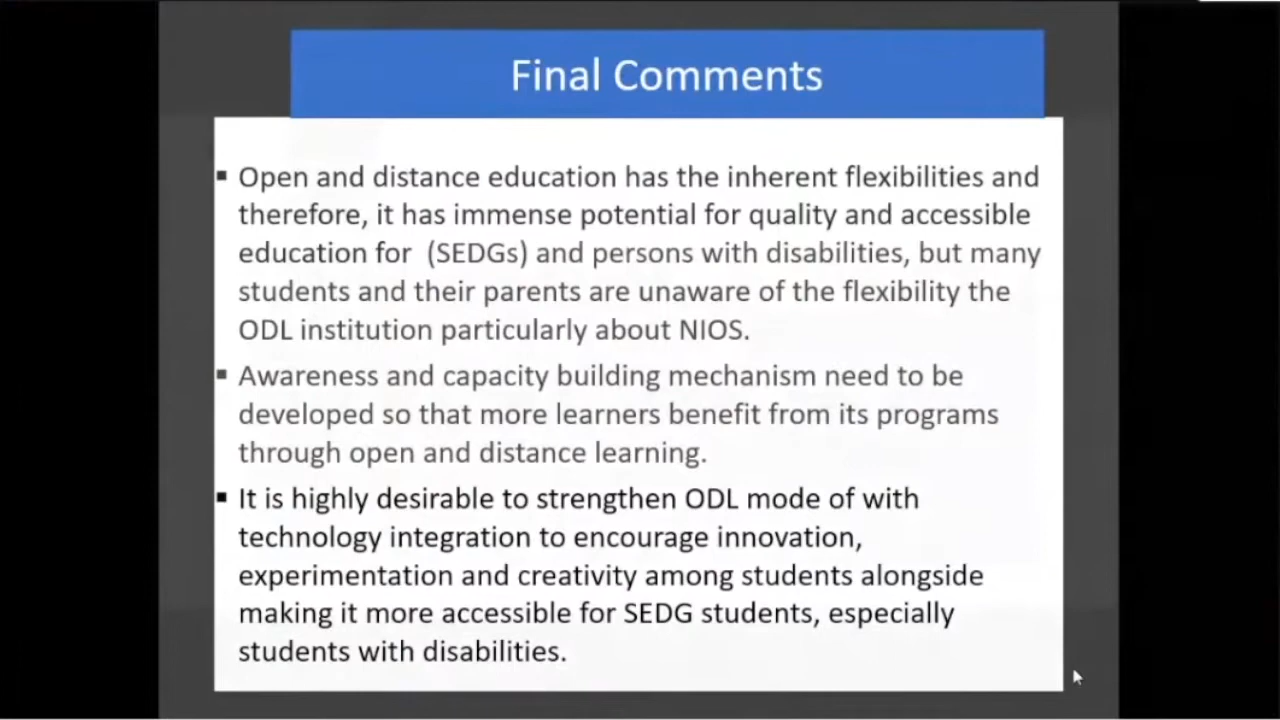 Final Comments
▪ Open and distance education has the inherent flexibilities and
therefore, it has immense potential for quality and accessible
education for  (SEDGs) and persons with disabilities, but many
students and their parents are unaware of the flexibility the
ODL institution particularly about NIOS.
▪ Awareness and capacity building mechanism need to be
developed so that more learners benefit from its programs
through open and distance learning.
▪ It is highly desirable to strengthen ODL mode of with
technology integration to encourage innovation,
experimentation and creativity among students alongside
making it more accessible for SEDG students, especially
students with disabilities.